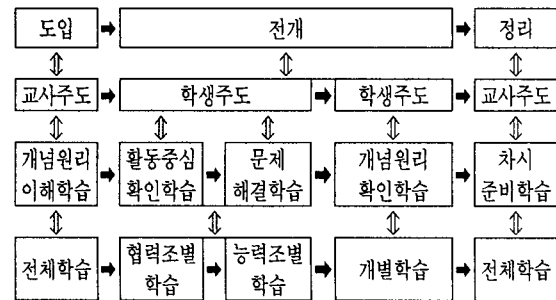 도입 전개 정리
교사주도 학생주도 학생주도 교사주도
개념원리 활동중심 문제 개념원리 차시
이해학습 확인학습 해결학습 확인학습 준비학습
전체학습 협력조별 능력조별 개별학습 전체학습
학습 학습